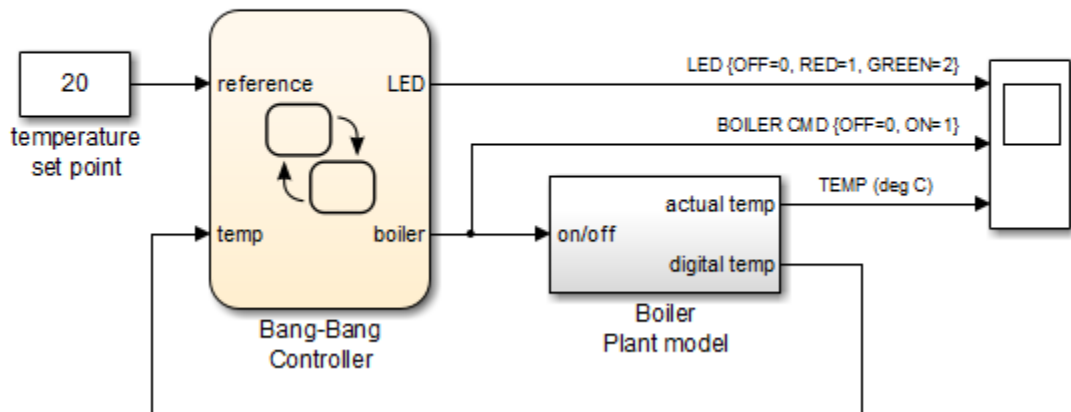 20
temperature
set point
reference
LED
temp
boiler
Bang-Bang
Controller
LED {OFF=0, RED=1, GREEN=2}
BOILER CMD {OFF=0, ON=1}
TEMP (deg C)
on/off
actual temp
digital temp
Boiler
Plant model